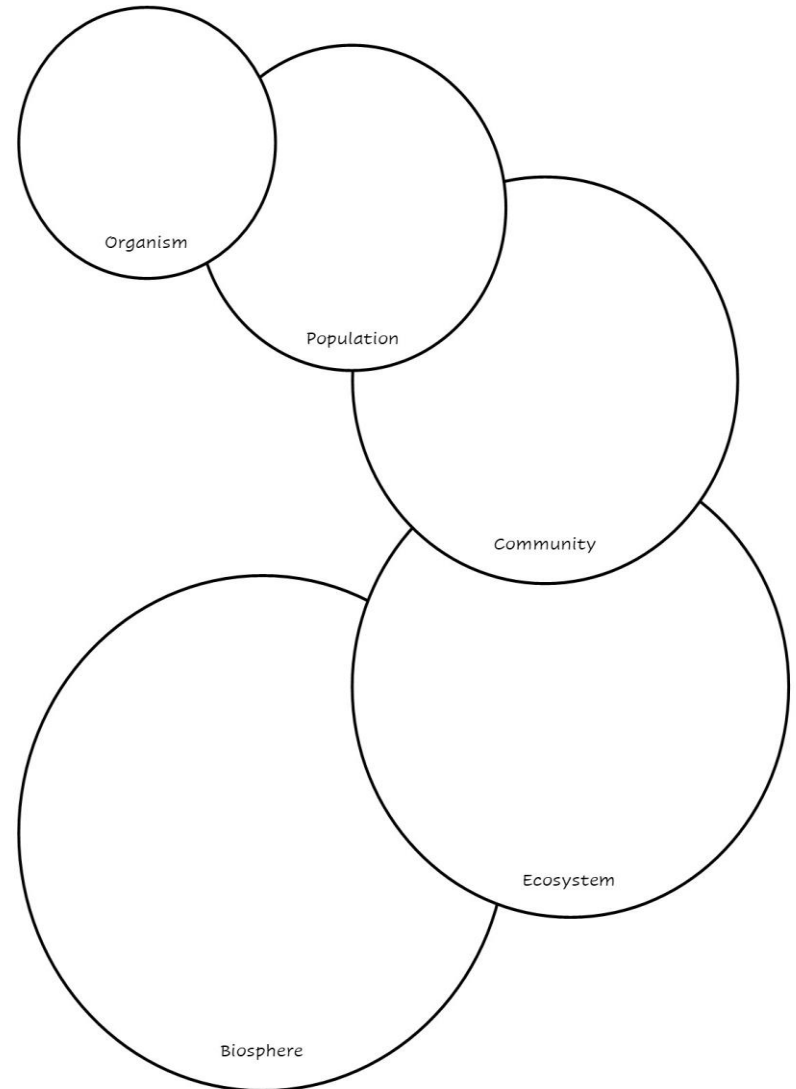 Organism
Population
Community
Ecosystem
Biosphere